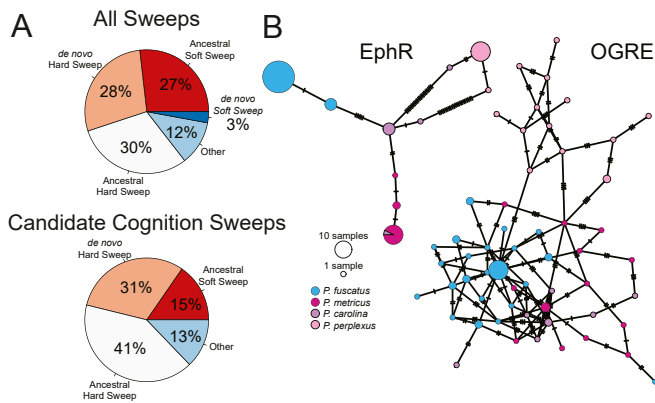 A
All Sweeps
de novo
Hard Sweep
Ancestral
Soft Sweep
28%
27%
de novo
Soft Sweep
3%
12%
Other
30%
Ancestral
Hard Sweep
Candidate Cognition Sweeps
de novo
Hard Sweep
Ancestral
Soft Sweep
31%
15%
13%
Other
41%
Ancestral
Hard Sweep
B
EphR
OGRE
10 samples
1 sample
P. fuscatus
P. metricus
P. carolina
P. perplexus